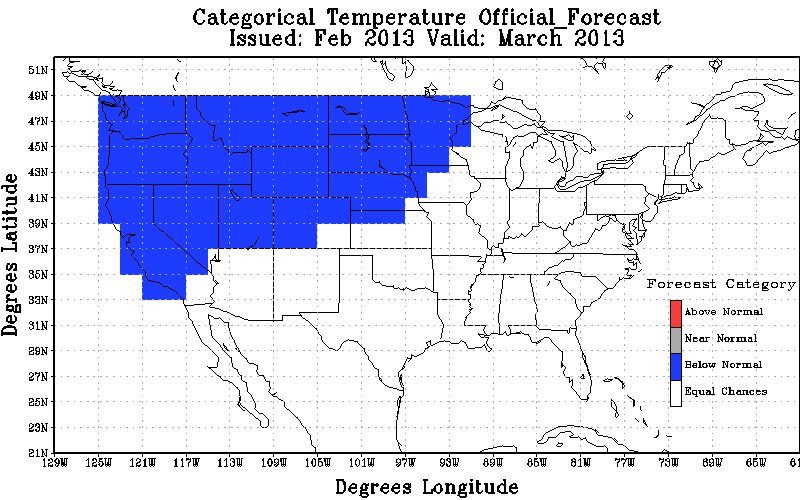 Categorical Temperature Official_Forecast
Issued: Feb 2013 Valid: March 2013
Degrees Latitude
51N
49N
47N
45N
43N
41N
39N
37N
35N
33N
31N
29N
27N
25N
23N
21N
Forecast Category
Above Normal
Near Normal
Below Normal
Equal Chances
129W 125W 121W 117W 113W 109W 105W 101W 97W 93W 89W 85W 81W 77W 73W 69W 65W 6
Degrees Longitude